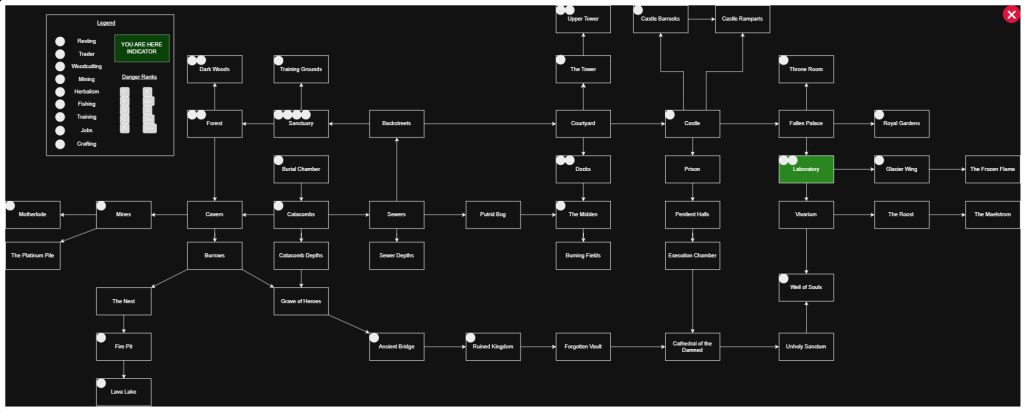 Legend
Resting
Trader
Woodcutting
Mining
Herbalism
Fishing
Training
Jobs
Crafting
YOU ARE HERE
INDICATOR
Danger Ranks
Upper Tower
Castle Barracks
Castle Ramparts
Dark Woods
Training Grounds
The Tower
Throne Room
Forest
Sanctuary
Backstreets
Courtyard
Castle
Fallen Palace
Royal Gardens
Burial Chamber
Docks
Prison
Laboratory
Glacier Wing
The Frozen Flame
Motherlode
Mines
Cavern
Catacombs
Sewers
Putrid Bog
The Midden
Penitent Halls
Vivarium
The Roost
The Maelstrom
The Platinum Pile
Burrows
Catacomb Depths
Sewer Depths
Burning Fields
Execution Chamber
Well of Souls
The Nest
Grave of Heroes
Fire Pit
Ancient Bridge
Ruined Kingdom
Forgotten Vault
Cathedral of the
Damned
Unholy Sanctum
Lava Lake